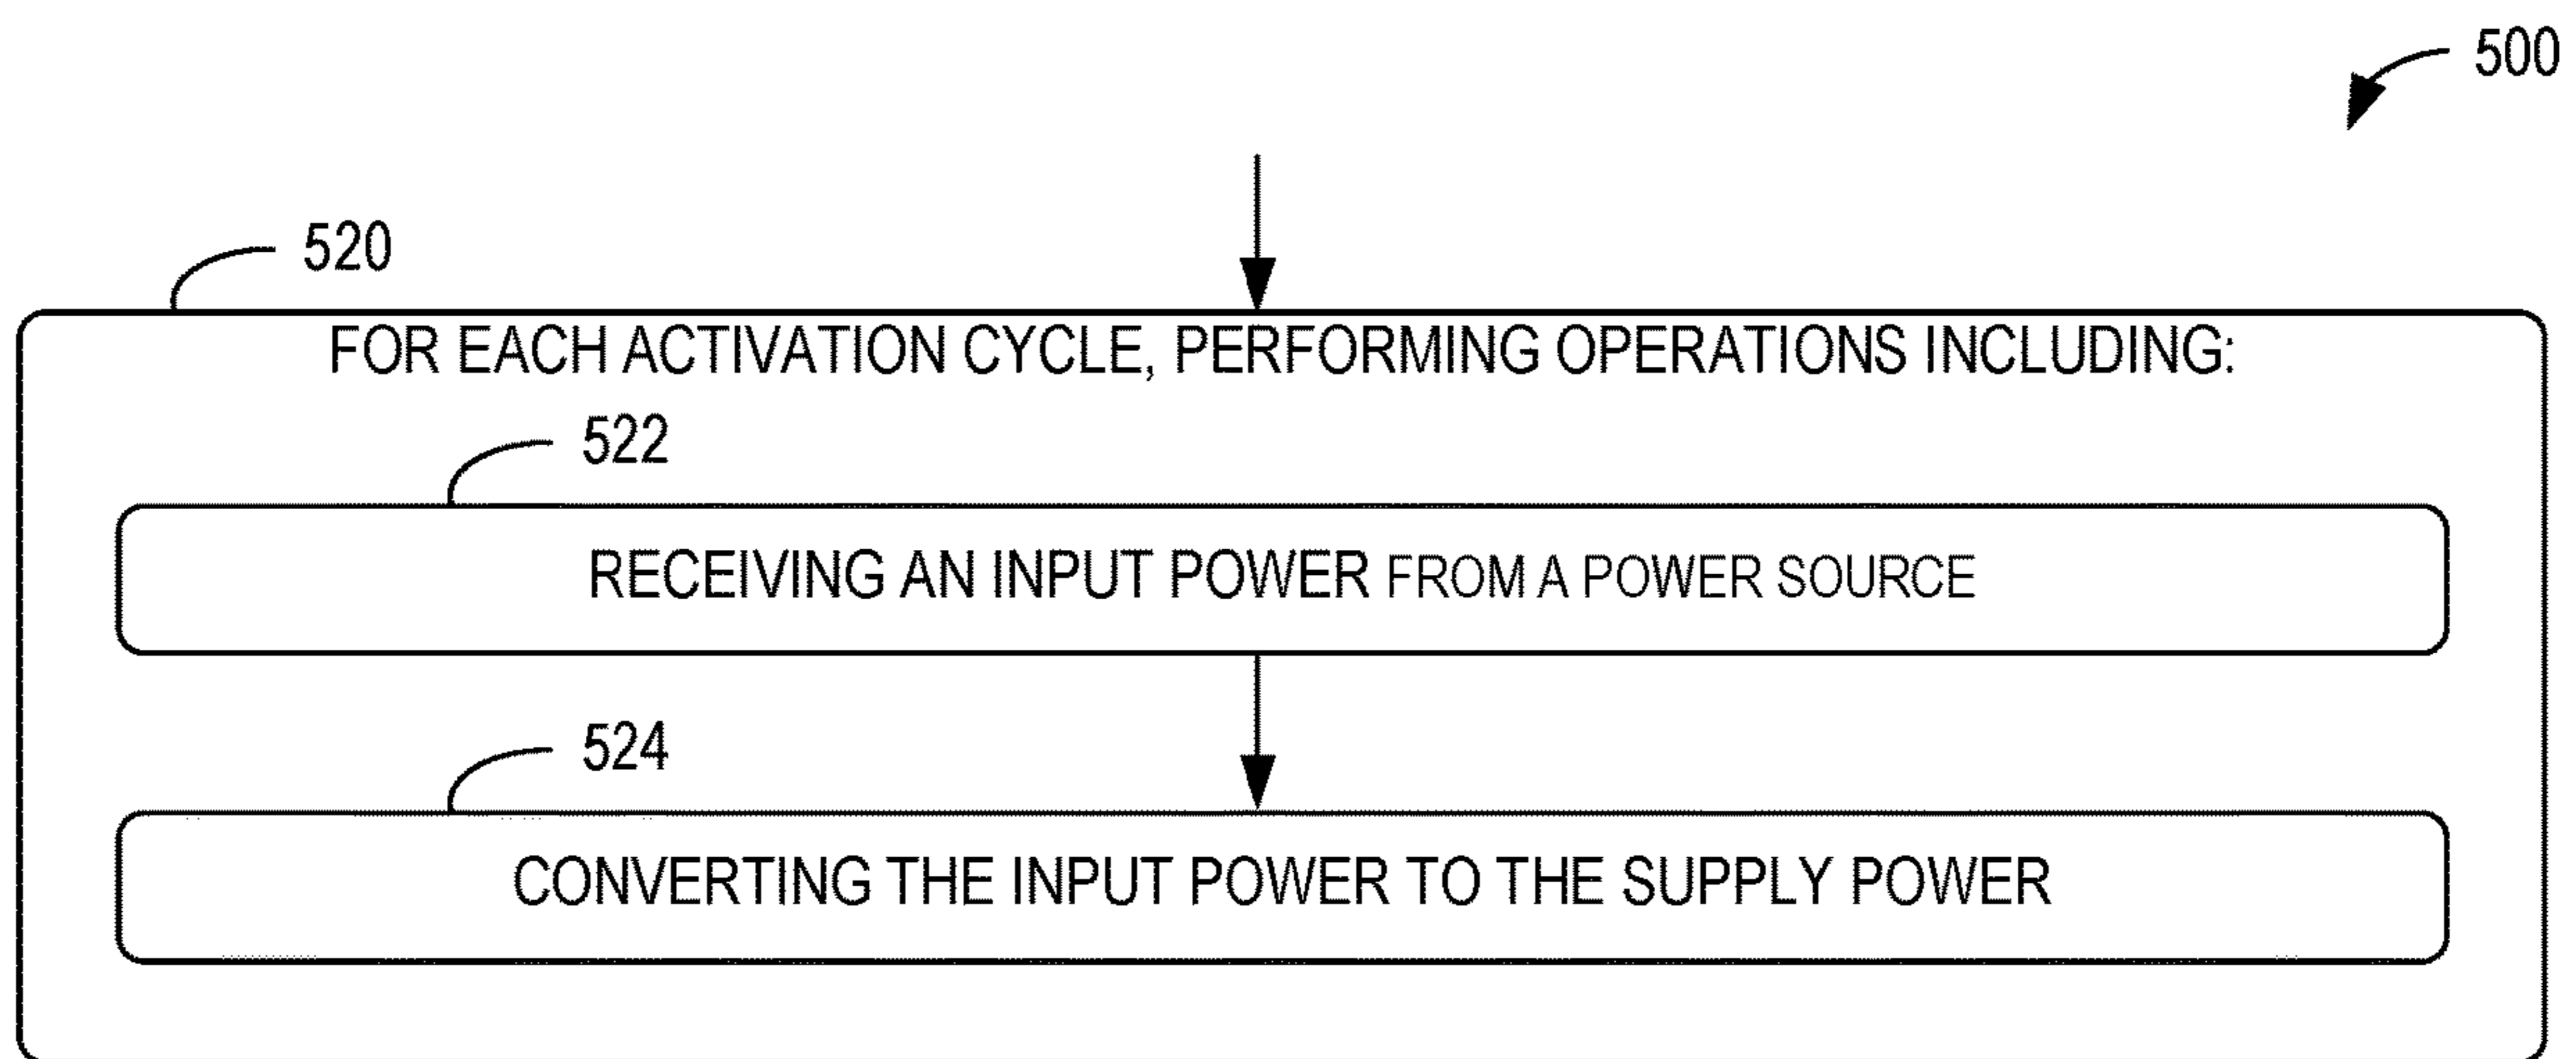 500
520
FOR EACH ACTIVATION CYCLE, PERFORMING OPERATIONS INCLUDING:
522
RECEIVING AN INPUT POWER FROM A POWER SOURCE
524
CONVERTING THE INPUT POWER TO THE SUPPLY POWER